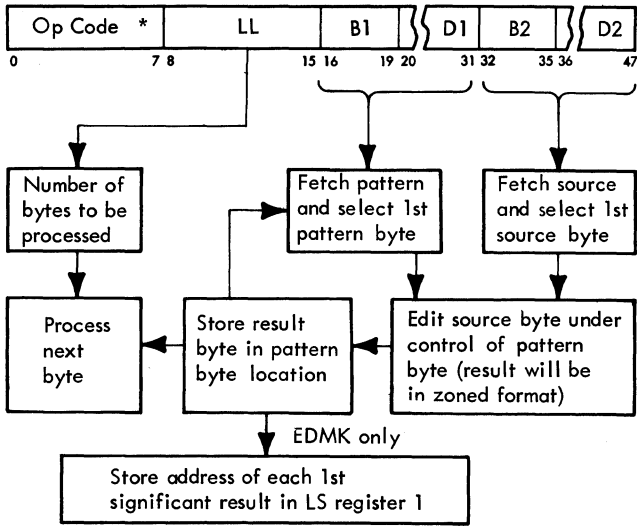 Op Code * LL B1 D1 B2 D2
0 7 8 15 16 19 20 31 32 35 36 47
Number of
bytes to be
processed
Fetch pattern
and select 1st
pattern byte
Fetch source
and select 1st
source byte
Process
next
byte
Store result
byte in pattern
byte location
Edit source byte under
control of pattern
byte (result will be
in zoned format)
EDMK only
Store address of each 1st
significant result in LS register 1